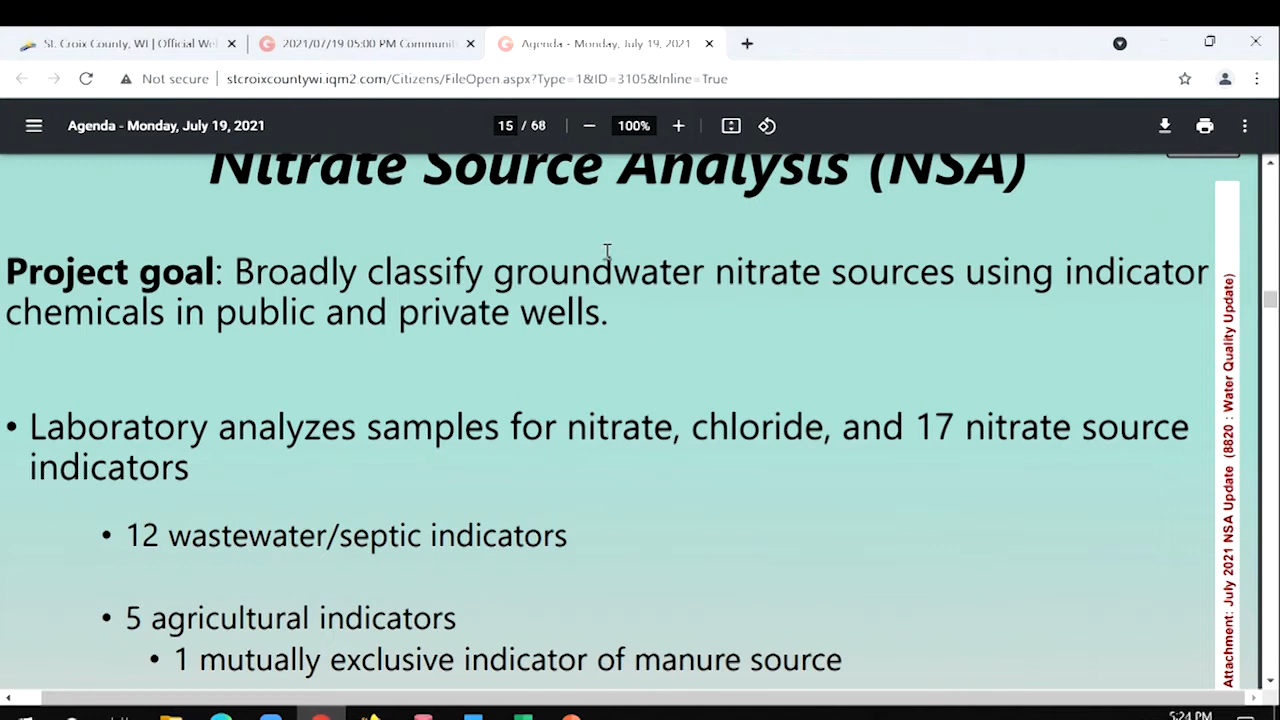 St. Croix County, WI | Official We
2021/07/19 05:00 PM Communit
Agenda - Monday, July 19, 2021
Not secure
stcroixcountywi.iqm2.com/Citizens/FileOpen.aspx?Type=1&ID=3105&Inline=True
Agenda - Monday, July 19, 2021
15 / 68
100%
Nitrate Source Analysis (NSA)
Project goal: Broadly classify groundwater nitrate sources using indicator
chemicals in public and private wells.
• Laboratory analyzes samples for nitrate, chloride, and 17 nitrate source
indicators
• 12 wastewater/septic indicators
• 5 agricultural indicators
• 1 mutually exclusive indicator of manure source
Attachment: July 2021 NSA Update (8820 : Water Quality Update)
5:24 PM